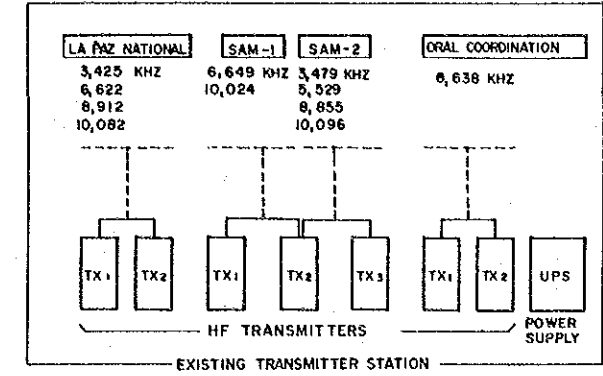 LA PAZ NATIONAL SAM-1 SAM-2 ORAL COORDINATION
3,425 KHZ 6,649 KHZ 3,479 KHZ 6,638 KHZ
6,622 10,024 5,529
8,912 8,855
10,082 10,096
TX1 TX2 TX1 TX2 TX3 TX1 TX2 UPS
HF TRANSMITTERS POWER
SUPPLY
EXISTING TRANSMITTER STATION